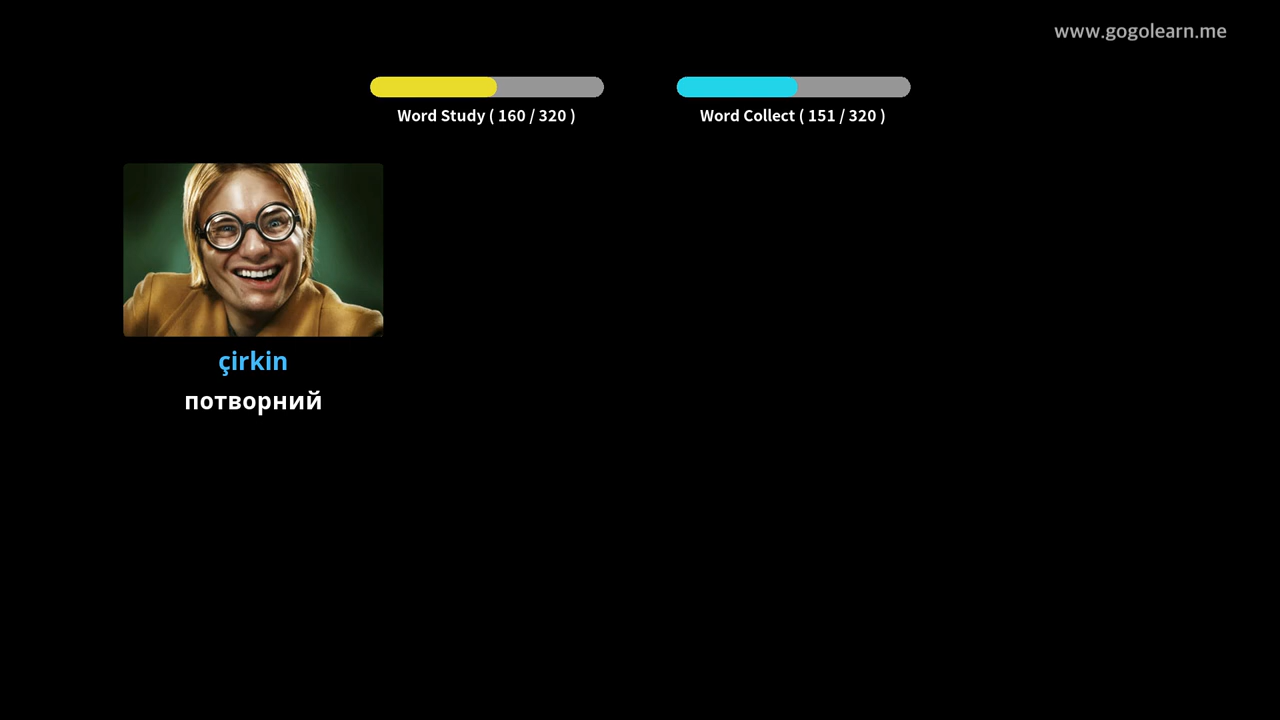 www.gogolearn.me
Word Study ( 160 / 320 )
Word Collect ( 151 / 320 )
çirkin
потворний